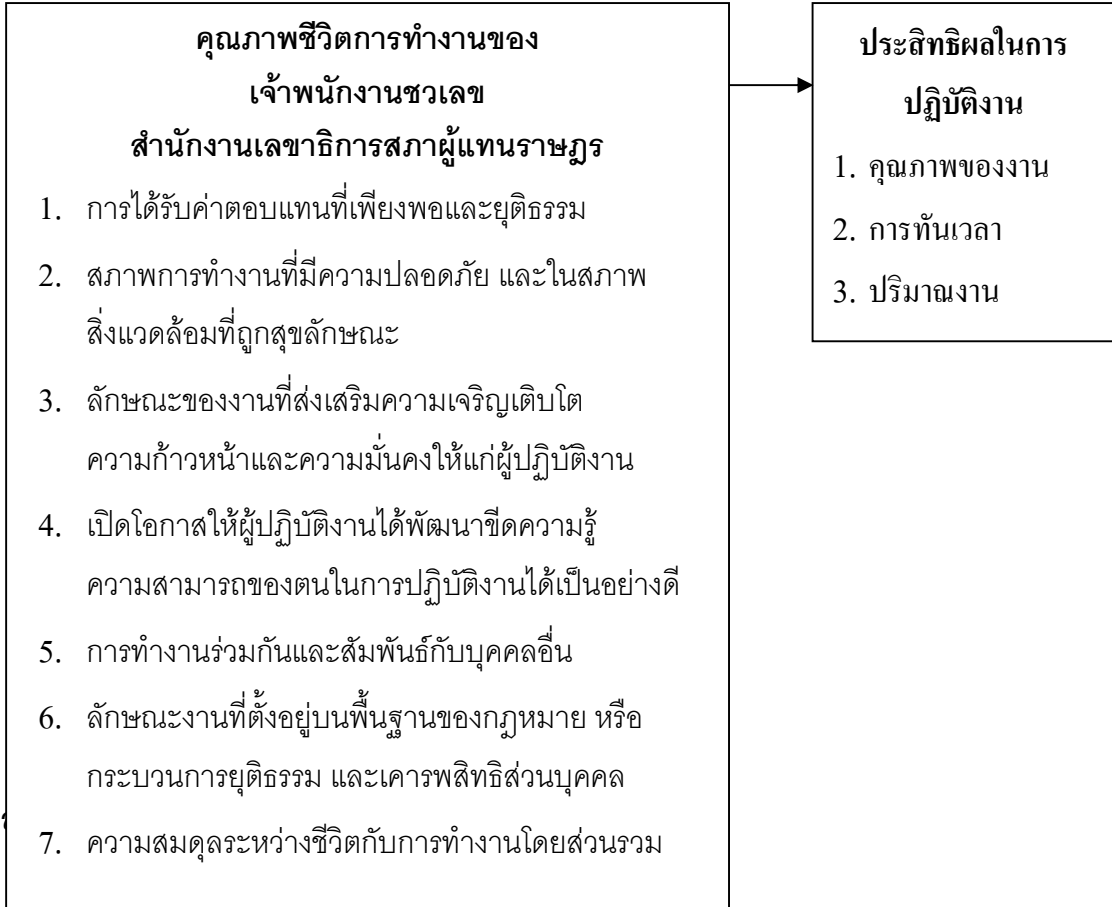 คุณภาพชีวิตการทำงานของ
เจ้าพนักงานชวเลข
สำนักงานเลขาธิการสภาผู้แทนราษฎร
1. การได้รับค่าตอบแทนที่เพียงพอและยุติธรรม
2. สภาพการทำงานที่มีความปลอดภัย และในสภาพ
สิ่งแวดล้อมที่ถูกสุขลักษณะ
3. ลักษณะของงานที่ส่งเสริมความเจริญเติบโต
ความก้าวหน้าและความมั่นคงให้แก่ผู้ปฏิบัติงาน
4. เปิดโอกาสให้ผู้ปฏิบัติงานได้พัฒนาขีดความรู้
ความสามารถของตนในการปฏิบัติงานได้เป็นอย่างดี
5. การทำงานร่วมกันและสัมพันธ์กับบุคคลอื่น
6. ลักษณะงานที่ตั้งอยู่บนพื้นฐานของกฎหมาย หรือ
กระบวนการยุติธรรม และเคารพสิทธิส่วนบุคคล
7. ความสมดุลระหว่างชีวิตกับการทำงานโดยส่วนรวม
ประสิทธิผลในการ
ปฏิบัติงาน
1. คุณภาพของงาน
2. การทันเวลา
3. ปริมาณงาน